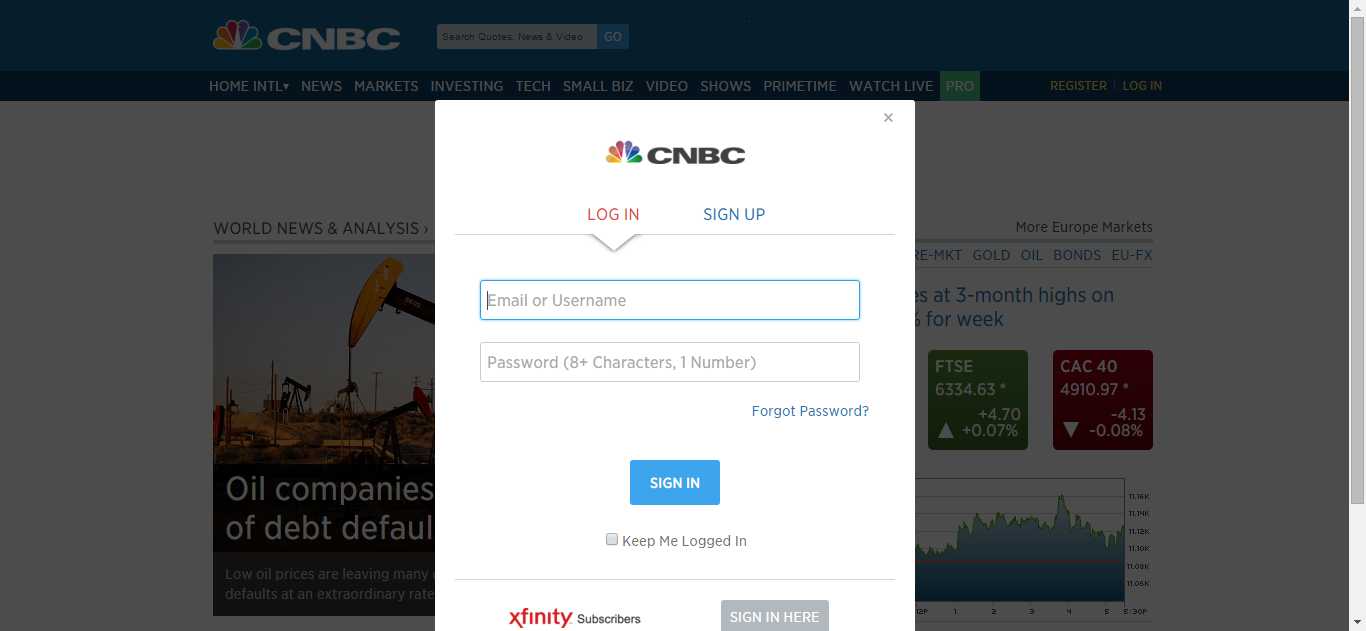 CNBC
Search Quotes, News & Video GO
HOME INTL▾ NEWS MARKETS INVESTING TECH SMALL BIZ VIDEO SHOWS PRIMETIME WATCH LIVE PRO REGISTER | LOG IN
×
CNBC
LOG IN SIGN UP
Email or Username
Password (8+ Characters, 1 Number)
Forgot Password?
SIGN IN
Keep Me Logged In
xfinity Subscribers SIGN IN HERE
WORLD NEWS & ANALYSIS ›
Oil companies
of debt defaul
Low oil prices are leaving many
defaults at an extraordinary rate
More Europe Markets
RE-MKT GOLD OIL BONDS EU-FX
es at 3-month highs on
% for week
FTSE
6334.63 *
+4.70
▲ +0.07%
CAC 40
4910.97 *
-4.13
▼ -0.08%
11.16K
11.14K
11.12K
11.10K
11.08K
11.06K
12P 1 2 3 4 5 5:30P